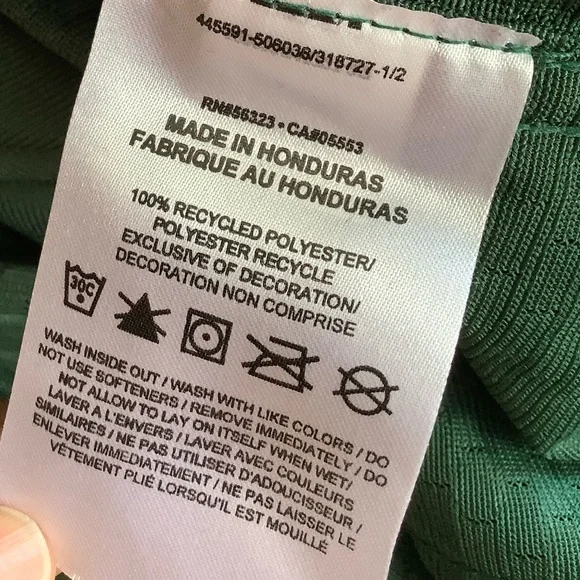 445591-506036/318727-1/2
RN#56323 • CA#05553
MADE IN HONDURAS
FABRIQUE AU HONDURAS
100% RECYCLED POLYESTER/
POLYESTER RECYCLE
EXCLUSIVE OF DECORATION/
DECORATION NON COMPRISE
30C
WASH INSIDE OUT / WASH WITH LIKE COLORS / DO
NOT USE SOFTENERS / REMOVE IMMEDIATELY / DO
NOT ALLOW TO LAY ON ITSELF WHEN WET/
LAVER A L'ENVERS / LAVER AVEC COULEURS
SIMILAIRES / NE PAS UTILISER D'ADOUCISSEUR /
ENLEVER IMMEDIATEMENT / NE PAS LAISSER LE
VÊTEMENT PLIÉ LORSQU'IL EST MOUILLÉ